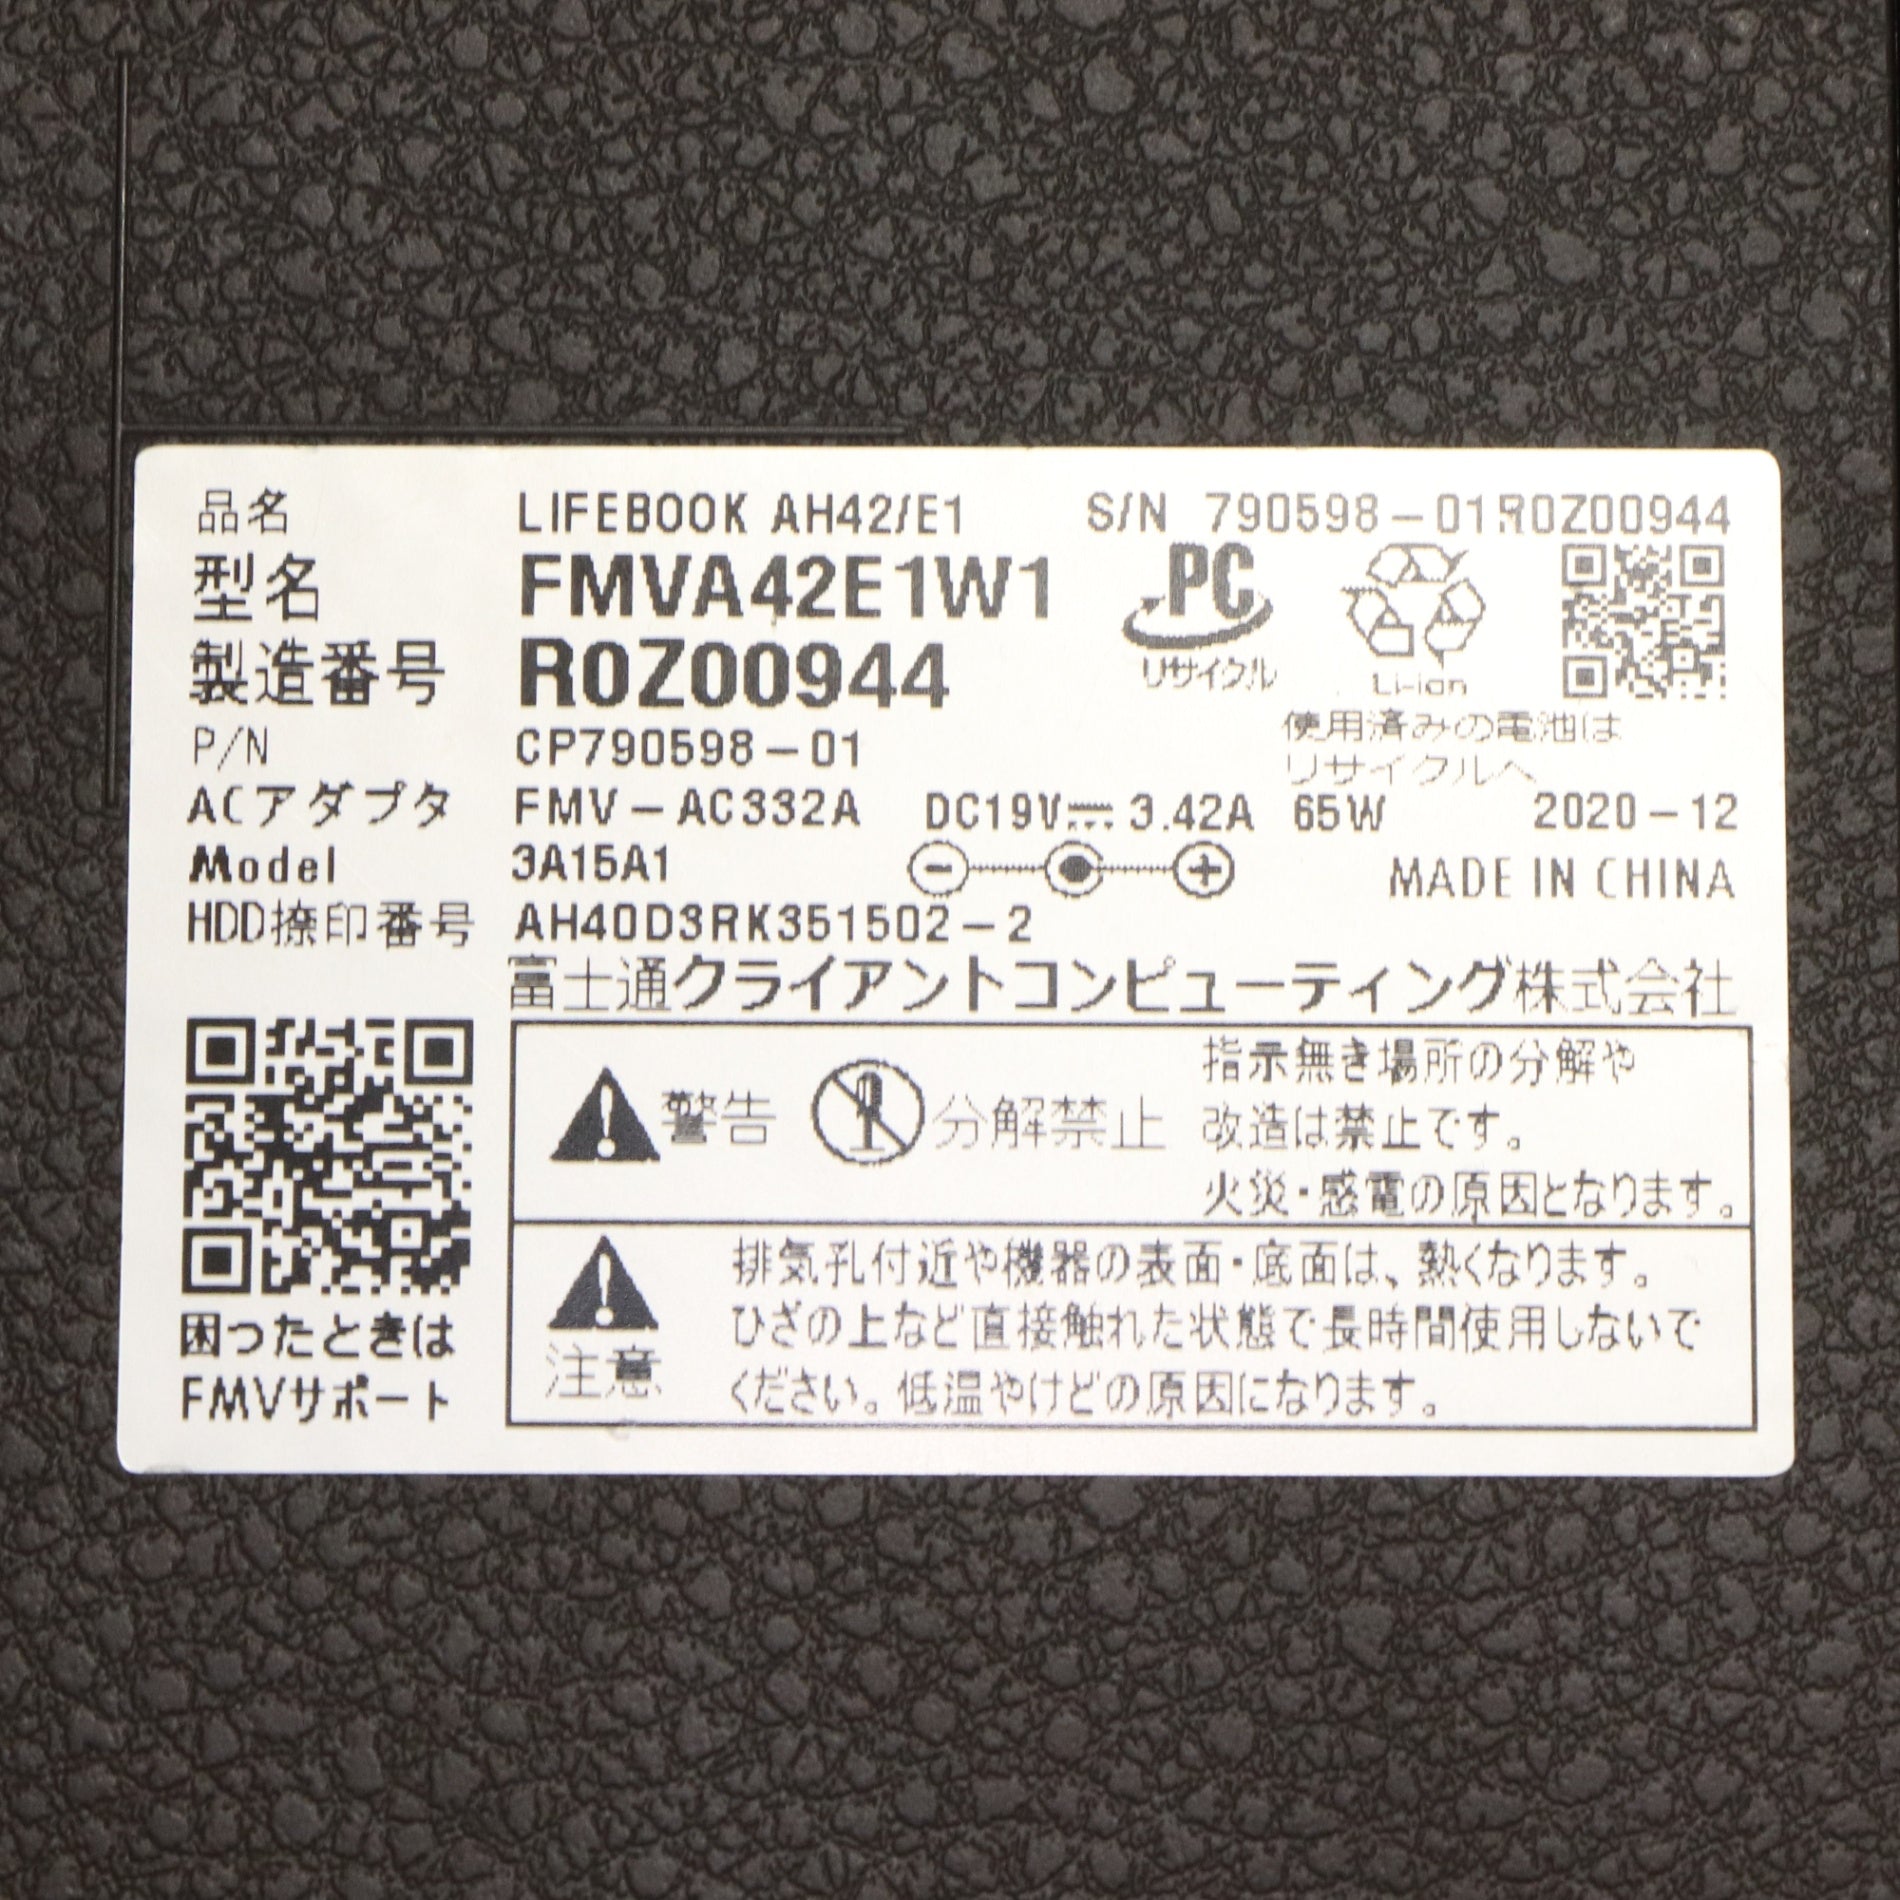 品名 LIFEBOOK AH42/E1 S/N 790598-01R0Z00944
型名 FMVA42E1W1
製造番号 R0Z00944
PC
リサイクル
Li-ion
使用済みの電池は
リサイクルへ
P/N CP790598-01
ACアダプタ FMV-AC332A DC19V 3.42A 65W 2020-12
Model 3A15A1 MADE IN CHINA
HDD捺印番号 AH40D3RK351502-2
富士通クライアントコンピューティング株式会社
警告 分解禁止
指示無き場所の分解や
改造は禁止です。
火災・感電の原因となります。
注意
排気孔付近や機器の表面・底面は、熱くなります。
ひざの上など直接触れた状態で長時間使用しないで
ください。低温やけどの原因になります。
困ったときは
FMVサポート